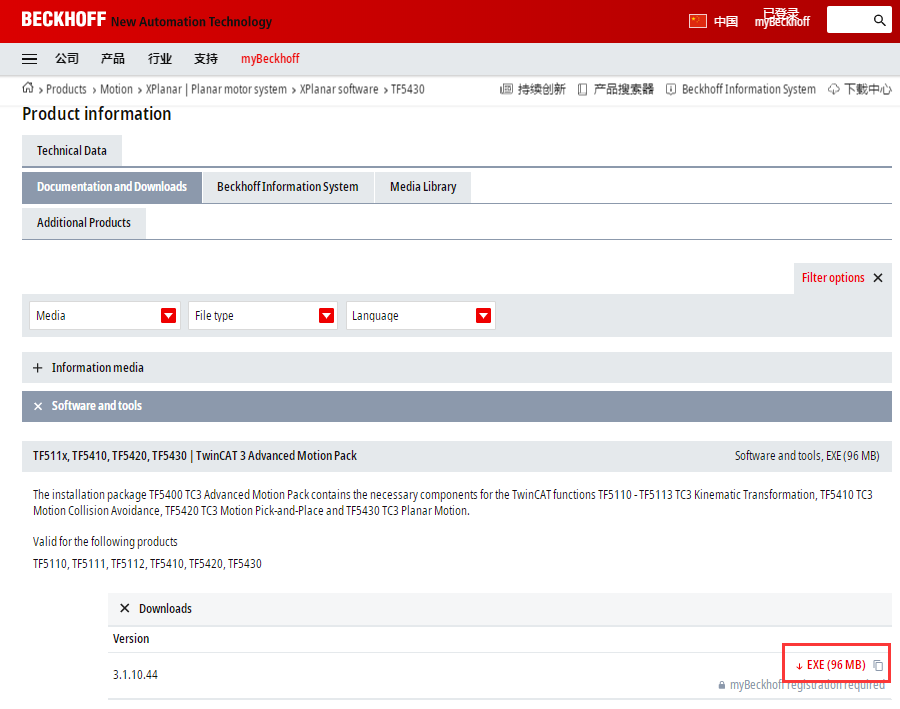 BECKHOFF New Automation Technology
中国
已登录
myBeckhoff
公司 产品 行业 支持 myBeckhoff
Products › Motion › XPlanar | Planar motor system › XPlanar software › TF5430
持续创新 产品搜索器 Beckhoff Information System 下载中心
Product information
Technical Data
Documentation and Downloads Beckhoff Information System Media Library
Additional Products
Filter options ✕
Media File type Language
+ Information media
✕ Software and tools
TF511x, TF5410, TF5420, TF5430 | TwinCAT 3 Advanced Motion Pack Software and tools, EXE (96 MB)
The installation package TF5400 TC3 Advanced Motion Pack contains the necessary components for the TwinCAT functions TF5110 - TF5113 TC3 Kinematic Transformation, TF5410 TC3
Motion Collision Avoidance, TF5420 TC3 Motion Pick-and-Place and TF5430 TC3 Planar Motion.
Valid for the following products
TF5110, TF5111, TF5112, TF5410, TF5420, TF5430
✕ Downloads
Version
3.1.10.44
↓ EXE (96 MB)
myBeckhoff registration required